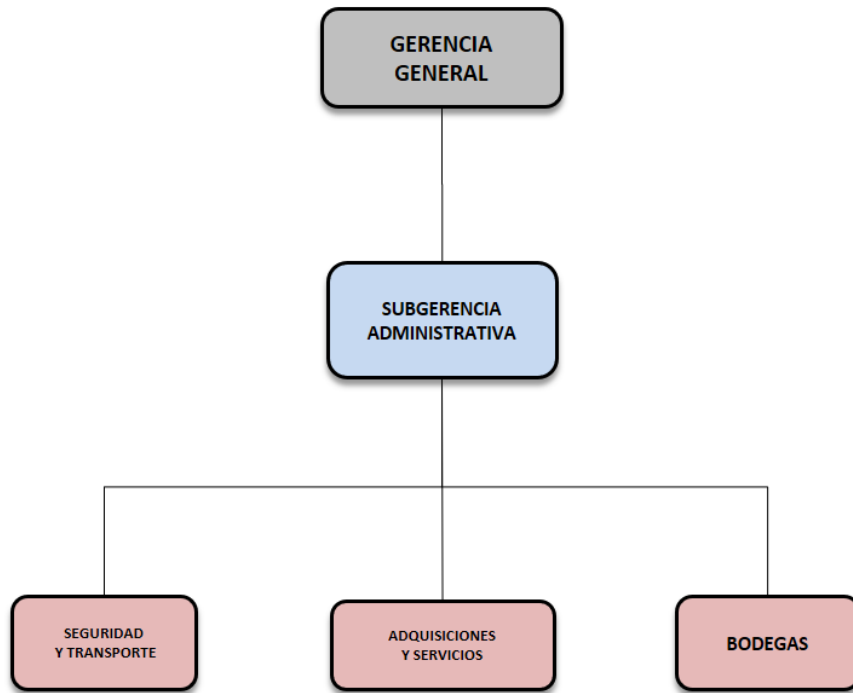 GERENCIA
GENERAL
SUBGERENCIA
ADMINISTRATIVA
SEGURIDAD
Y TRANSPORTE
ADQUISICIONES
Y SERVICIOS
BODEGAS